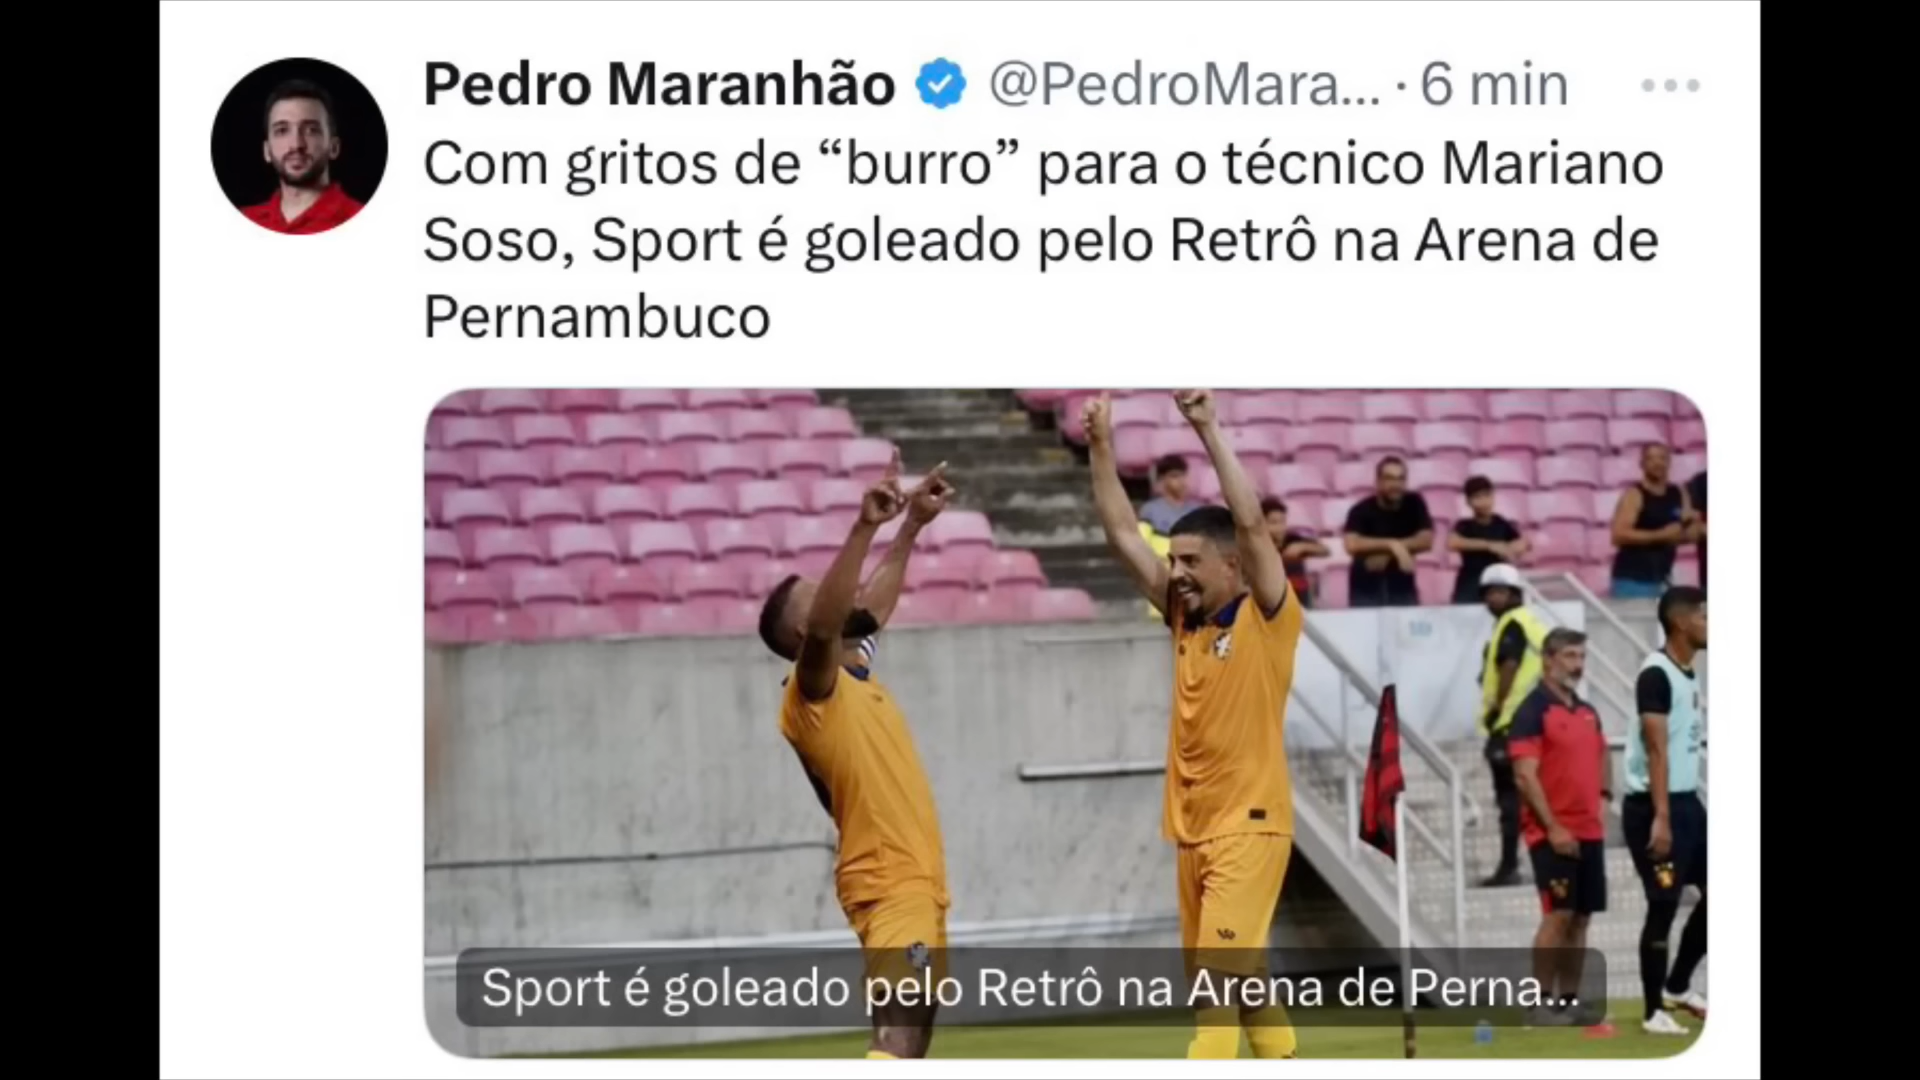 Pedro Maranhão @PedroMara... · 6 min
Com gritos de “burro” para o técnico Mariano
Soso, Sport é goleado pelo Retrô na Arena de
Pernambuco
Sport é goleado pelo Retrô na Arena de Perna...